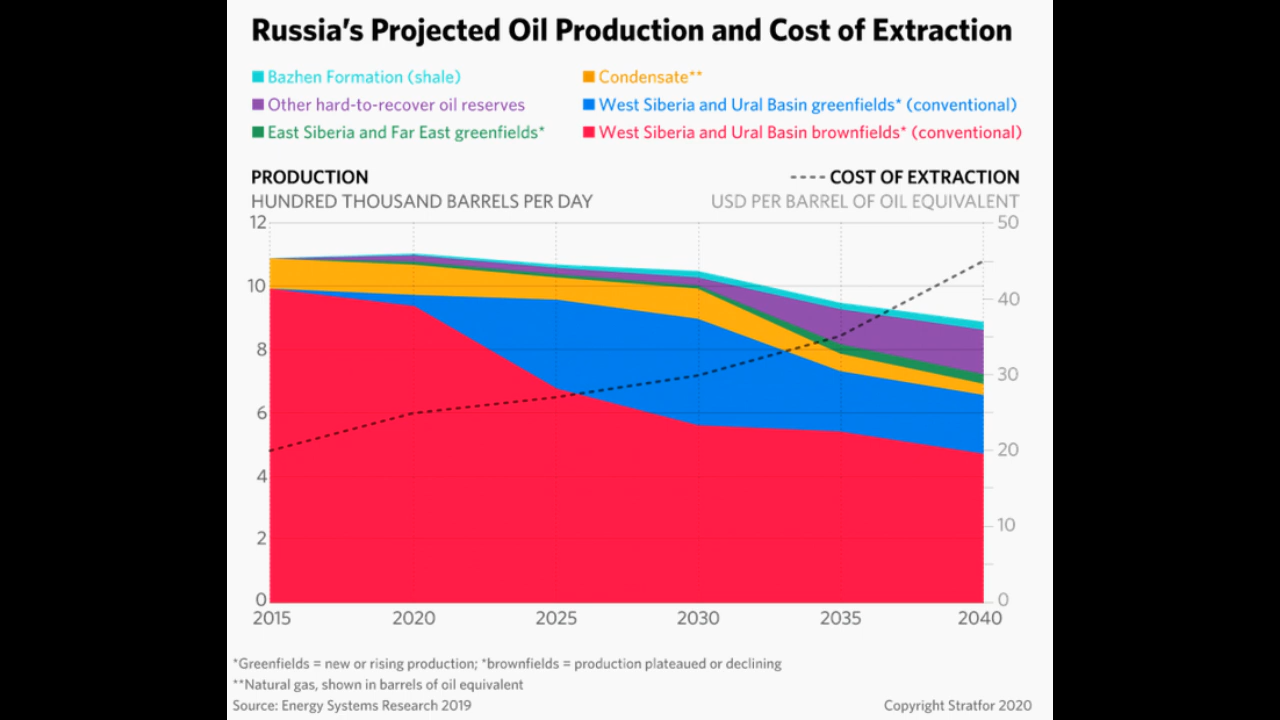 Russia's Projected Oil Production and Cost of Extraction
Bazhen Formation (shale)
Condensate**
Other hard-to-recover oil reserves
West Siberia and Ural Basin greenfields* (conventional)
East Siberia and Far East greenfields*
West Siberia and Ural Basin brownfields* (conventional)
PRODUCTION
COST OF EXTRACTION
HUNDRED THOUSAND BARRELS PER DAY
USD PER BARREL OF OIL EQUIVALENT
12
50
10
40
8
30
6
20
4
10
2
0
0
2015 2020 2025 2030 2035 2040
*Greenfields = new or rising production; *brownfields = production plateaued or declining
**Natural gas, shown in barrels of oil equivalent
Source: Energy Systems Research 2019
Copyright Stratfor 2020